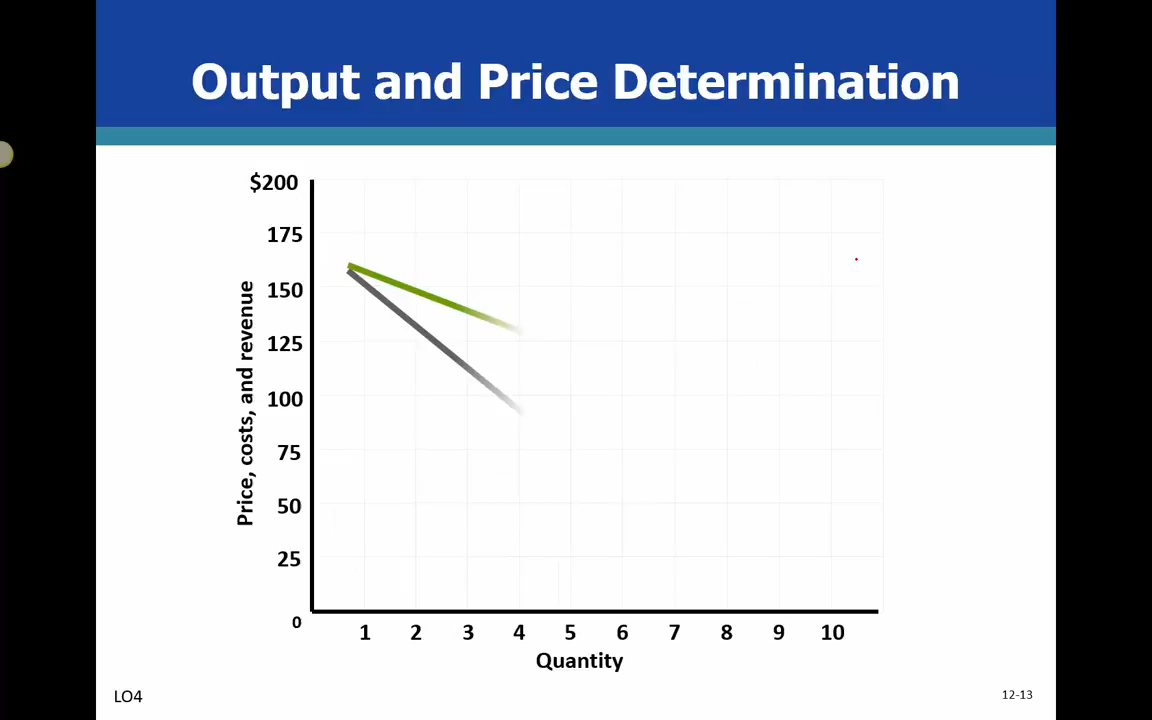 Output and Price Determination
$200
175
150
125
100
75
50
25
0
Price, costs, and revenue
1 2 3 4 5 6 7 8 9 10
Quantity
LO4
12-13